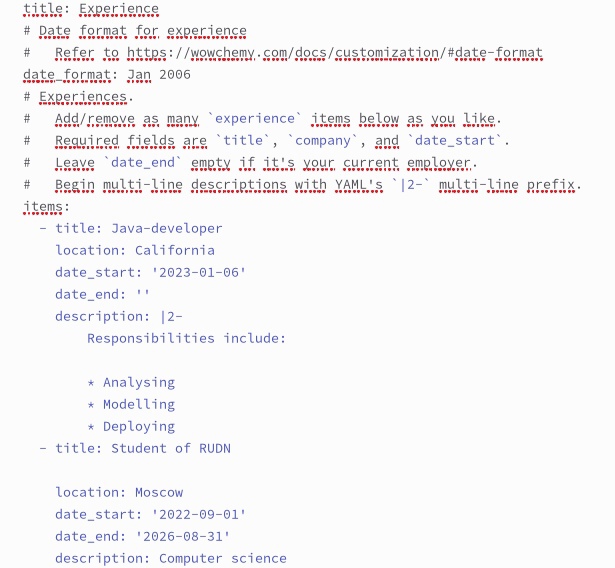 title: Experience
# Date format for experience
#   Refer to https://wowchemy.com/docs/customization/#date-format
date_format: Jan 2006
# Experiences.
#   Add/remove as many `experience` items below as you like.
#   Required fields are `title`, `company`, and `date_start`.
#   Leave `date_end` empty if it's your current employer.
#   Begin multi-line descriptions with YAML's `|2-` multi-line prefix.
items:
  - title: Java-developer
    location: California
    date_start: '2023-01-06'
    date_end: ''
    description: |2-
        Responsibilities include:

        * Analysing
        * Modelling
        * Deploying
  - title: Student of RUDN

    location: Moscow
    date_start: '2022-09-01'
    date_end: '2026-08-31'
    description: Computer science